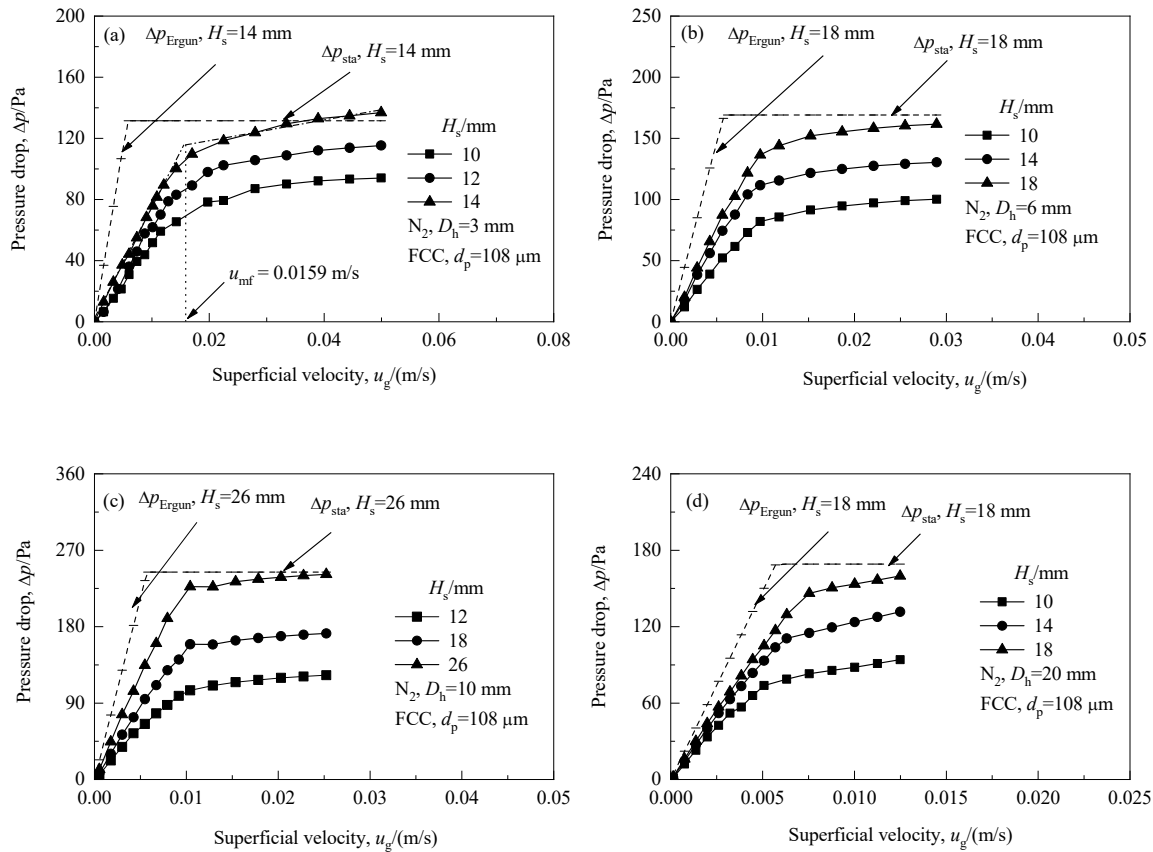 (a)
Δp_Ergun, H_s=14 mm
Δp_sta, H_s=14 mm
H_s/mm
10
12
14
N₂, D_h=3 mm
FCC, d_p=108 μm
u_mf = 0.0159 m/s
160
120
80
40
0
0.00 0.02 0.04 0.06 0.08
Pressure drop, Δp/Pa
Superficial velocity, u_g/(m/s)
(b)
Δp_Ergun, H_s=18 mm
Δp_sta, H_s=18 mm
H_s/mm
10
14
18
N₂, D_h=6 mm
FCC, d_p=108 μm
250
200
150
100
50
0
0.00 0.01 0.02 0.03 0.04 0.05
Pressure drop, Δp/Pa
Superficial velocity, u_g/(m/s)
(c)
Δp_Ergun, H_s=26 mm
Δp_sta, H_s=26 mm
H_s/mm
12
18
26
N₂, D_h=10 mm
FCC, d_p=108 μm
360
270
180
90
0
0.00 0.01 0.02 0.03 0.04 0.05
Pressure drop, Δp/Pa
Superficial velocity, u_g/(m/s)
(d)
Δp_Ergun, H_s=18 mm
Δp_sta, H_s=18 mm
H_s/mm
10
14
18
N₂, D_h=20 mm
FCC, d_p=108 μm
240
180
120
60
0
0.000 0.005 0.010 0.015 0.020 0.025
Pressure drop, Δp/Pa
Superficial velocity, u_g/(m/s)